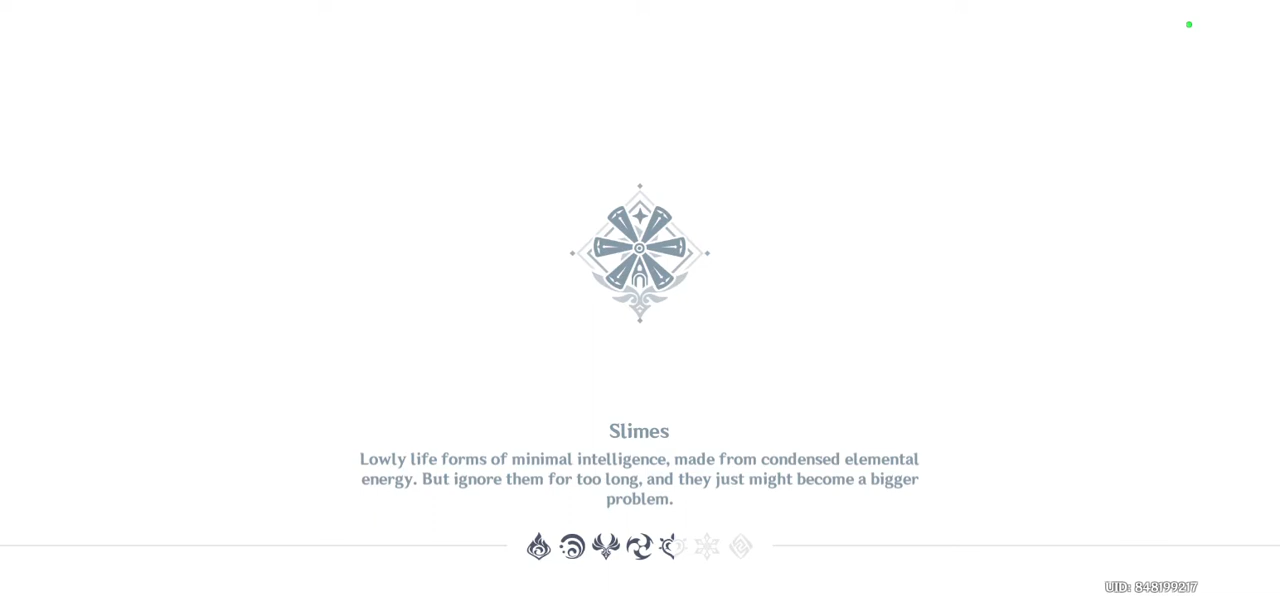 Slimes
Lowly life forms of minimal intelligence, made from condensed elemental
energy. But ignore them for too long, and they just might become a bigger
problem.
UID: 848199217